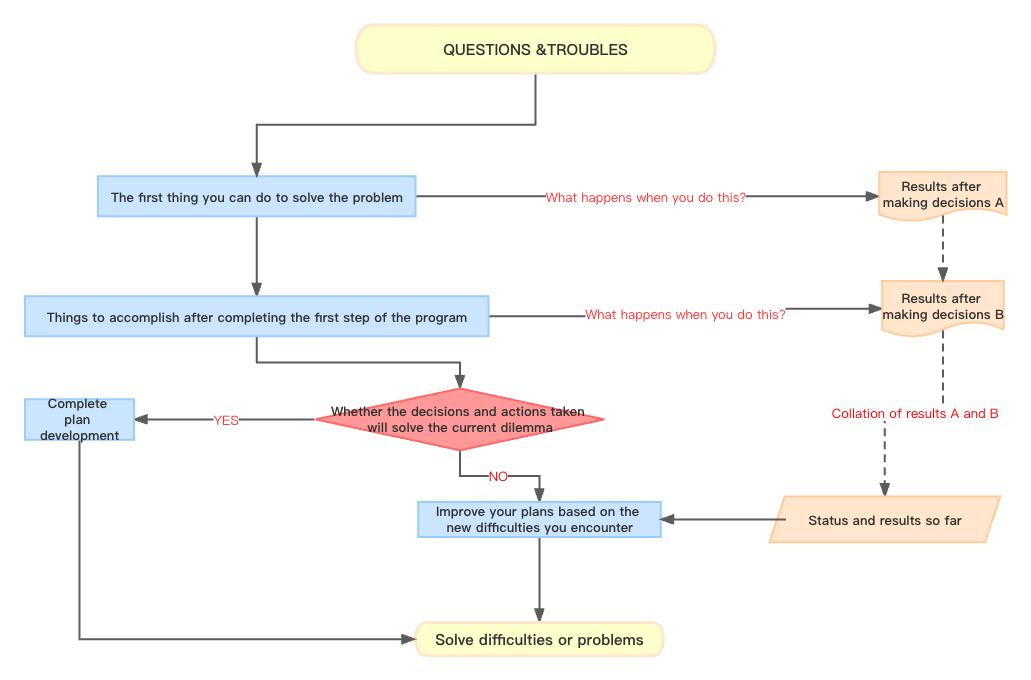 QUESTIONS &TROUBLES
The first thing you can do to solve the problem
What happens when you do this?
Results after
making decisions A
Things to accomplish after completing the first step of the program
What happens when you do this?
Results after
making decisions B
Complete
plan
development
YES
Whether the decisions and actions taken
will solve the current dilemma
Collation of results A and B
NO
Improve your plans based on the
new difficulties you encounter
Status and results so far
Solve difficulties or problems